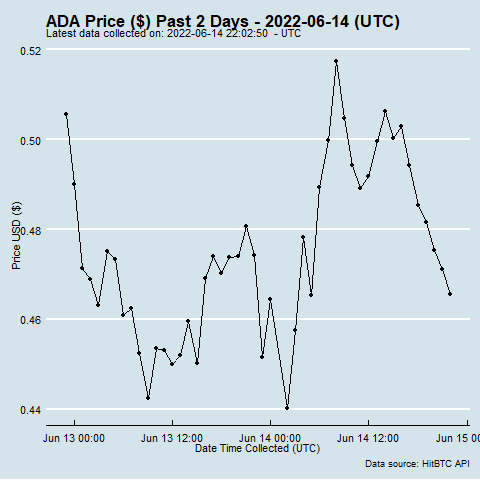 ADA Price ($) Past 2 Days - 2022-06-14 (UTC)
Latest data collected on: 2022-06-14 22:02:50 - UTC
0.52
0.50
0.48
0.46
0.44
Price USD ($)
Jun 13 00:00 Jun 13 12:00 Jun 14 00:00 Jun 14 12:00 Jun 15 00
Date Time Collected (UTC)
Data source: HitBTC API